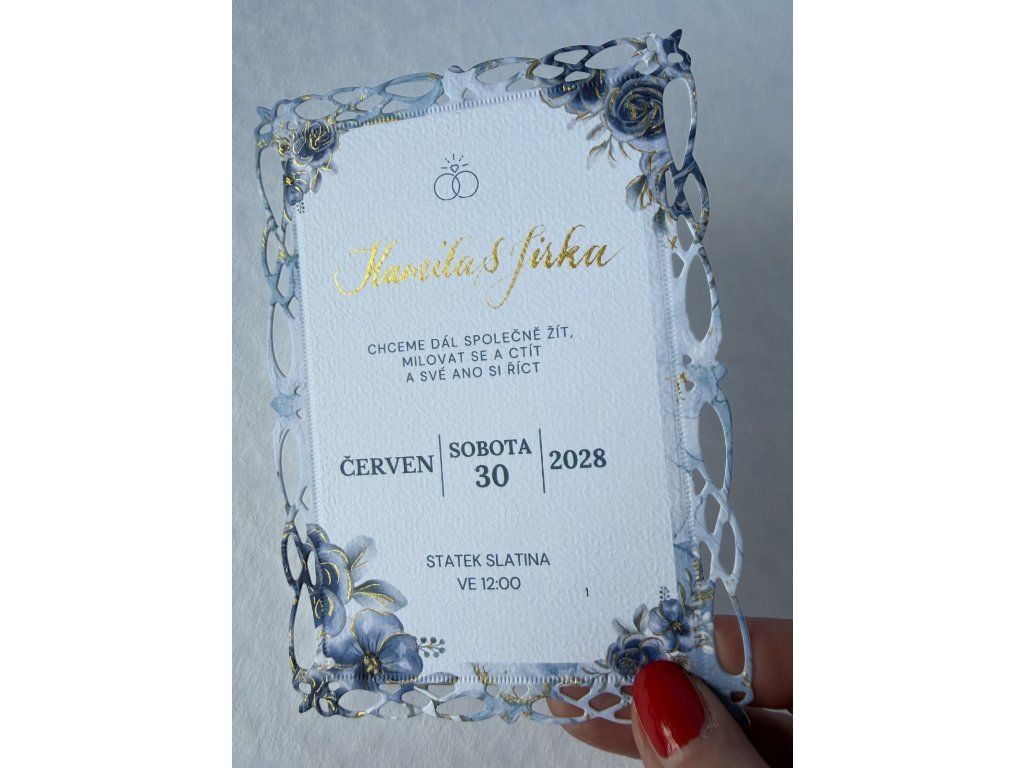 Kamila & Jirka
CHCEME DÁL SPOLEČNĚ ŽÍT,
MILOVAT SE A CTÍT
A SVÉ ANO SI ŘÍCT
ČERVEN
SOBOTA
30
2028
STATEK SLATINA
VE 12:00
1